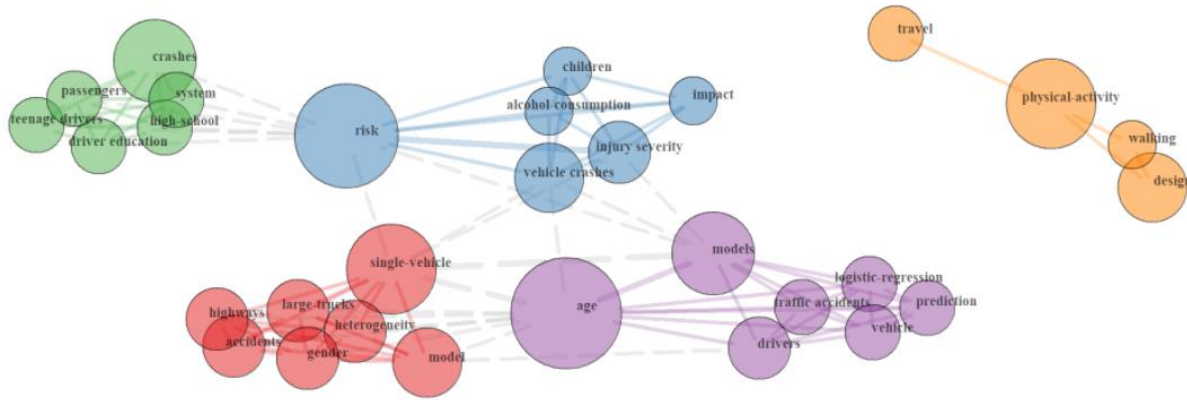 crashes
passengers
system
teenage drivers
high-school
driver education
risk
children
alcohol-consumption
impact
injury severity
vehicle crashes
travel
physical-activity
walking
design
single-vehicle
large-trucks
highways
heterogeneity
accidents
gender
model
age
models
logistic-regression
traffic accidents
prediction
vehicle
drivers